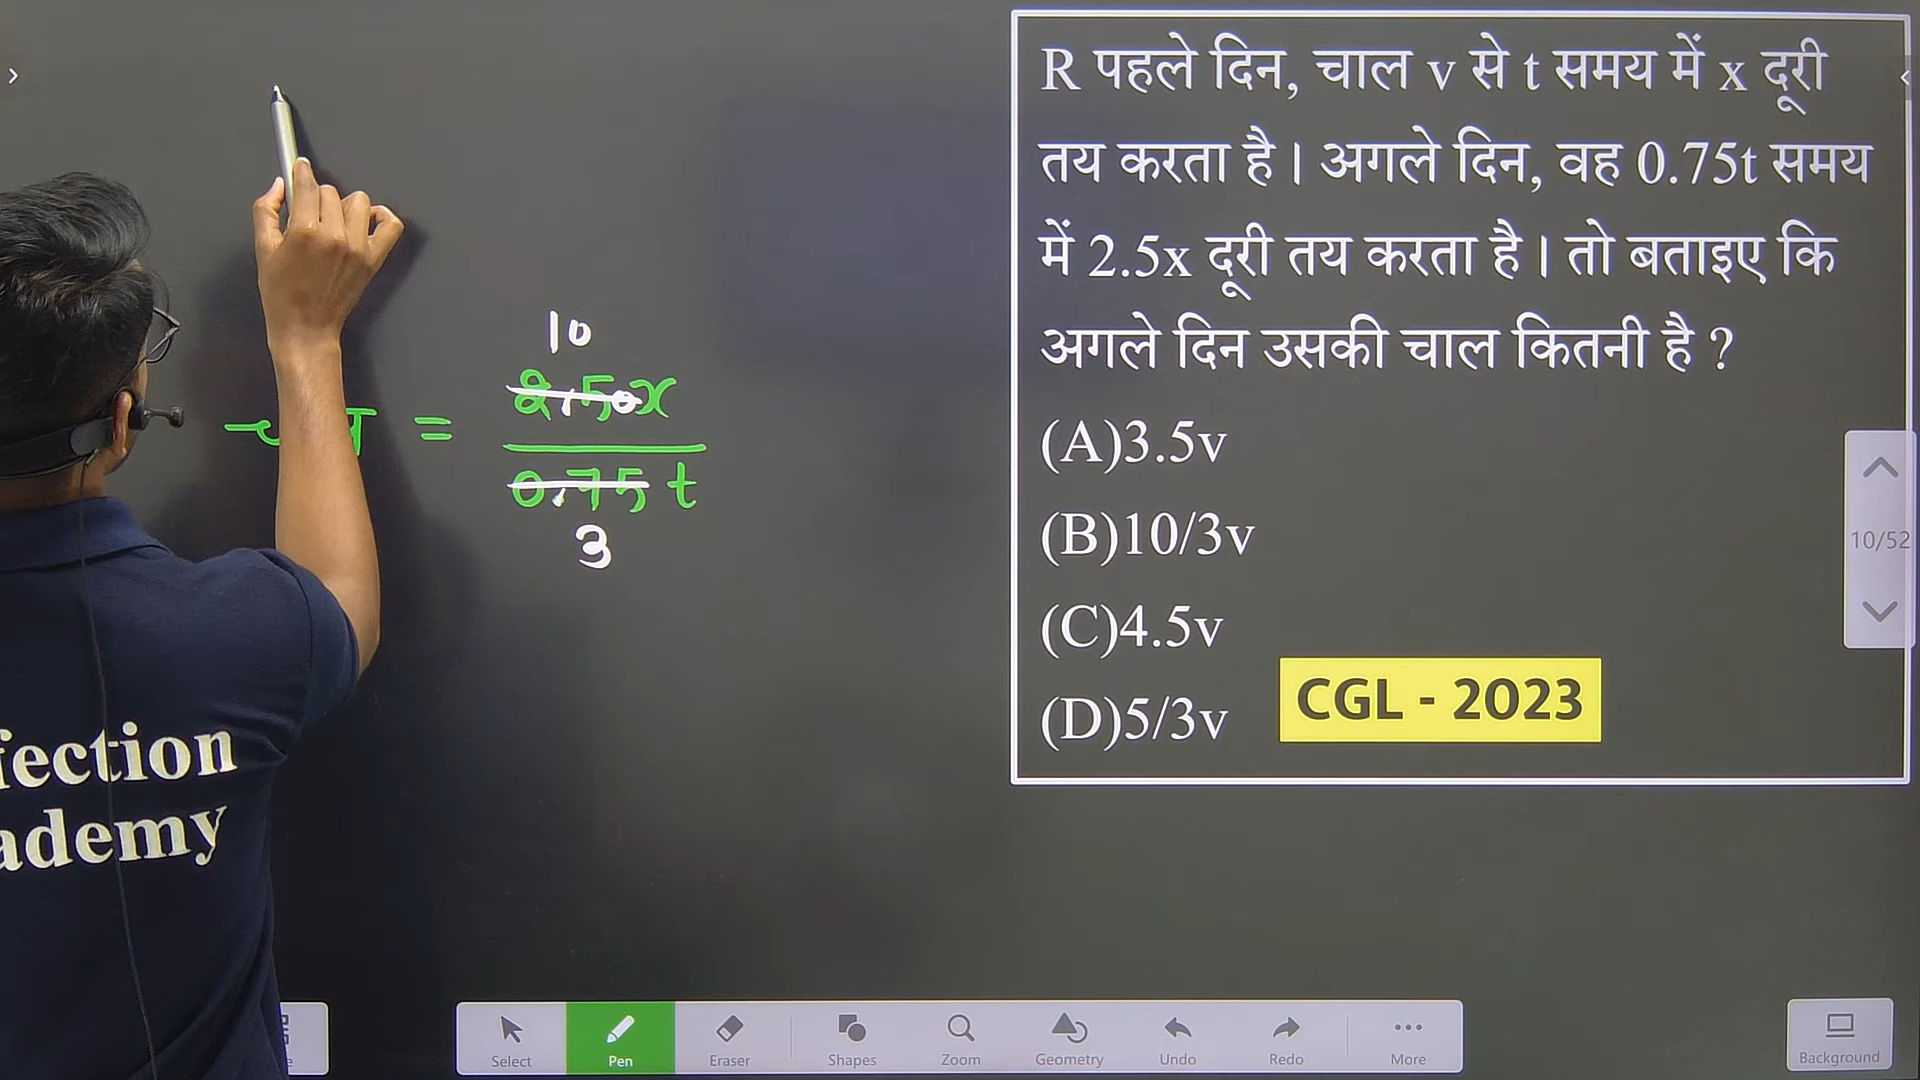 R पहले दिन, चाल v से t समय में x दूरी
तय करता है। अगले दिन, वह 0.75t समय
में 2.5x दूरी तय करता है। तो बताइए कि
अगले दिन उसकी चाल कितनी है ?
(A)3.5v
(B)10/3v
(C)4.5v
(D)5/3v
CGL - 2023
10
2.50x
=
0.75 t
3
10/52
fection
ademy
Select
Pen
Eraser
Shapes
Zoom
Geometry
Undo
Redo
More
Background